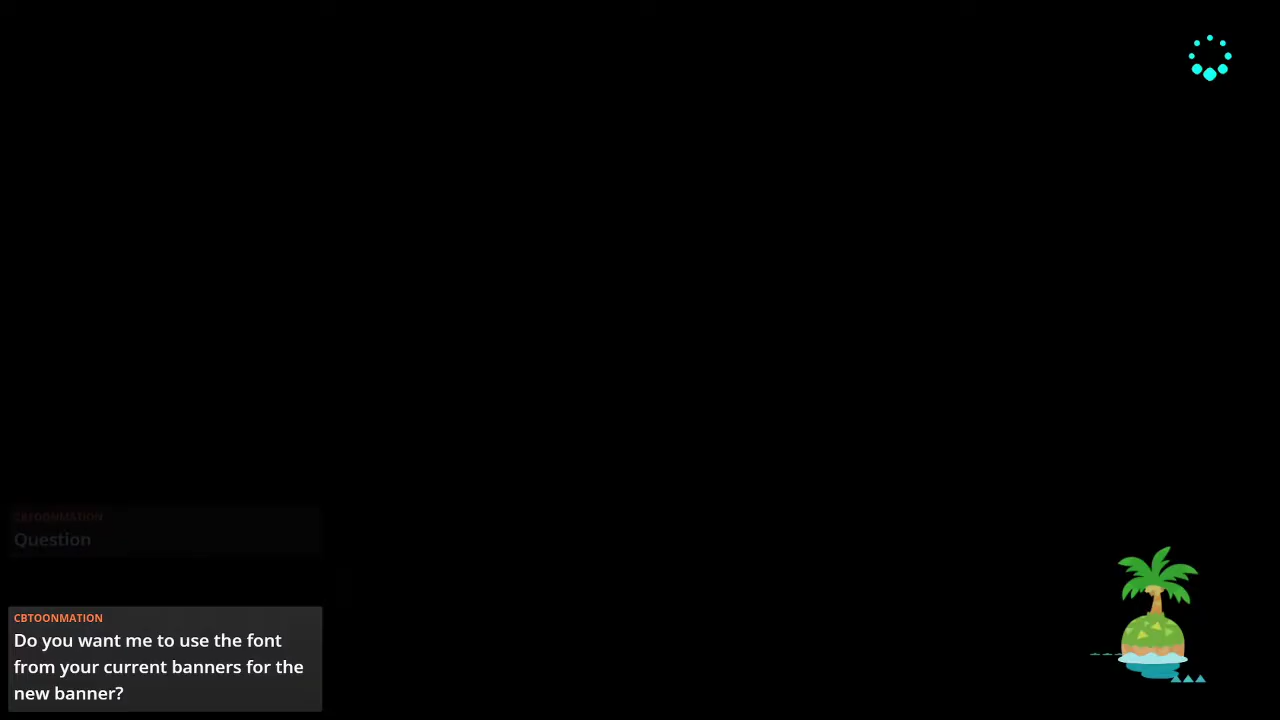 CBTOONMATION
Question
CBTOONMATION
Do you want me to use the font
from your current banners for the
new banner?